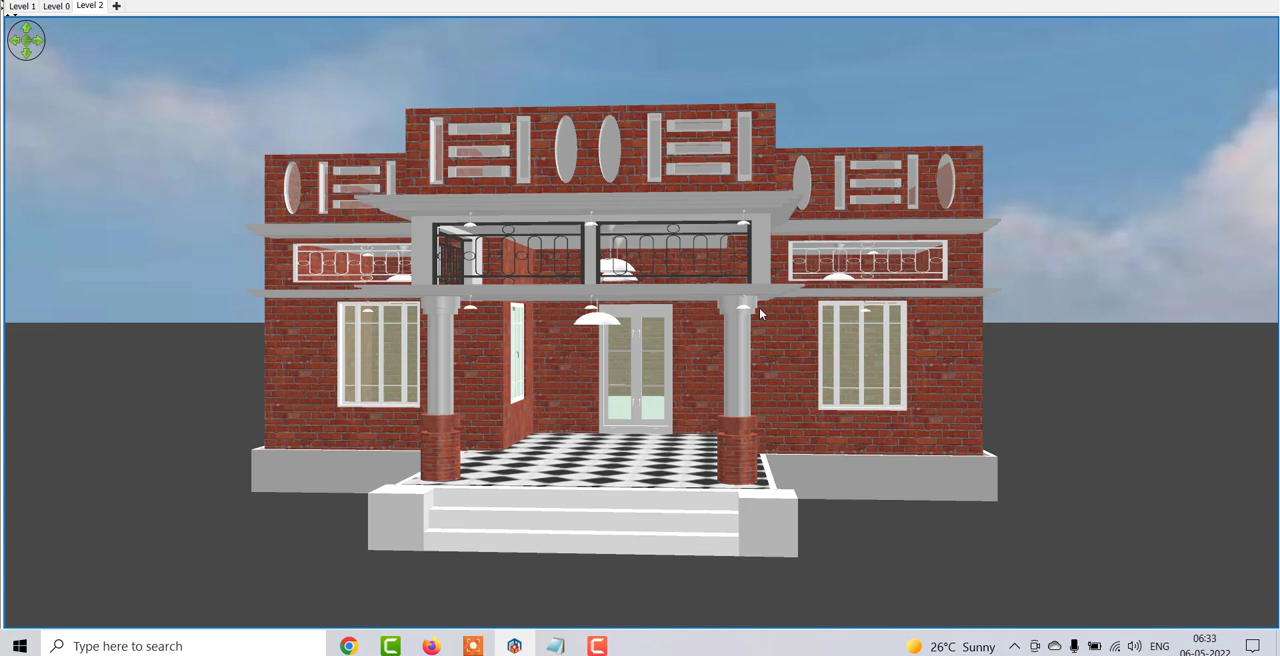 Level 1 Level 0 Level 2
Type here to search
26°C Sunny
ENG
06:33
06-05-2022